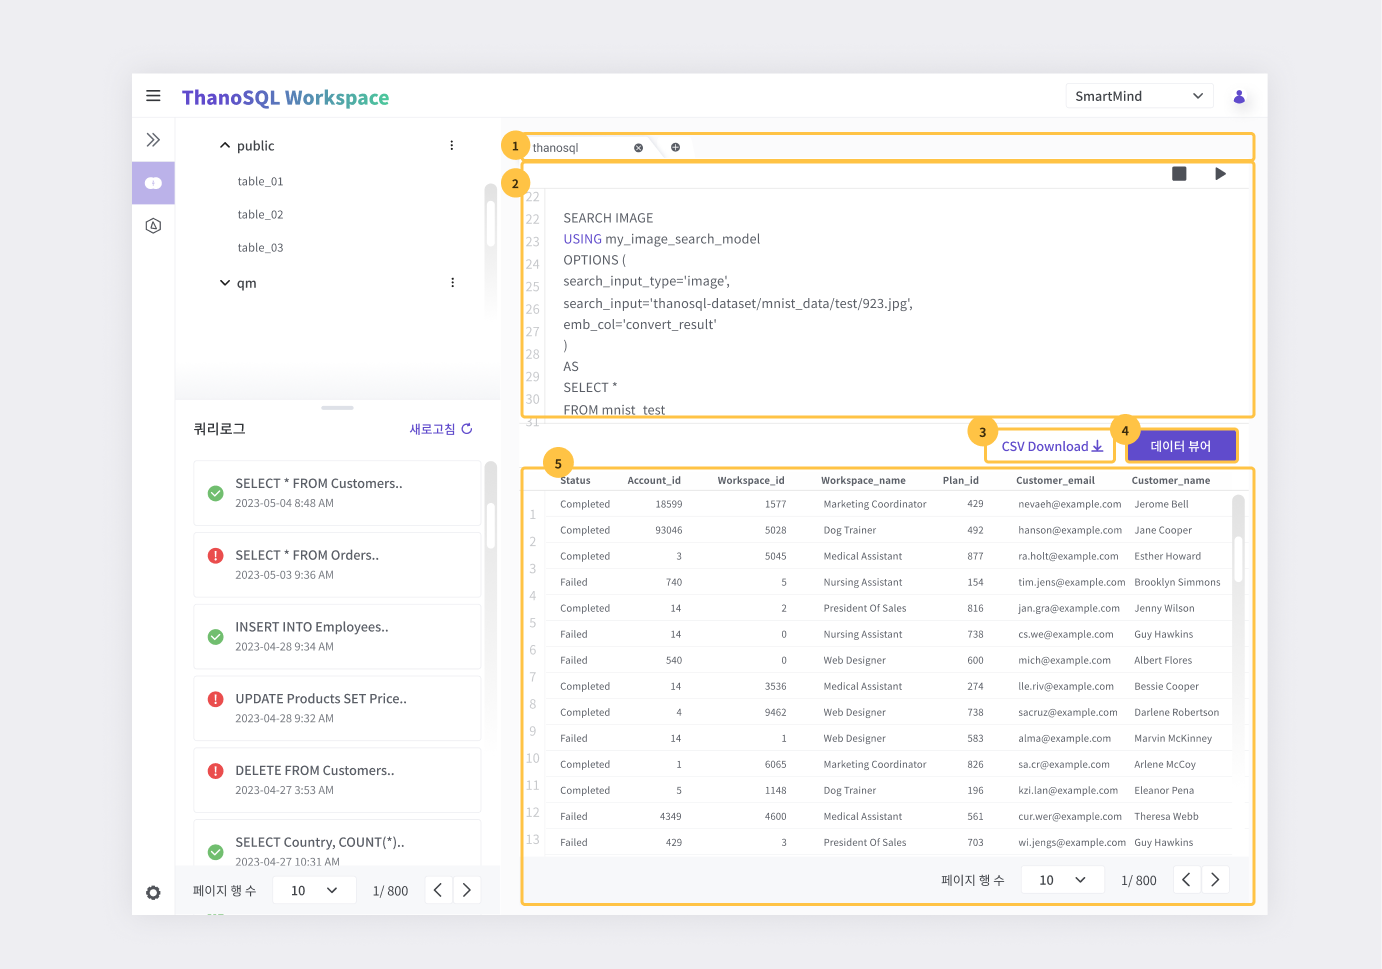 ThanoSQL Workspace
SmartMind
public
table_01
table_02
table_03
qm
쿼리로그
새로고침
SELECT * FROM Customers..
2023-05-04 8:48 AM
SELECT * FROM Orders..
2023-05-03 9:36 AM
INSERT INTO Employees..
2023-04-28 9:34 AM
UPDATE Products SET Price..
2023-04-28 9:32 AM
DELETE FROM Customers..
2023-04-27 3:53 AM
SELECT Country, COUNT(*)..
2023-04-27 10:31 AM
페이지 행 수 10 1/ 800
1 thanosql
2
22
22 SEARCH IMAGE
23 USING my_image_search_model
24 OPTIONS (
25 search_input_type='image',
26 search_input='thanosql-dataset/mnist_data/test/923.jpg',
27 emb_col='convert_result'
28 )
29 AS
30 SELECT *
31 FROM mnist_test
3 CSV Download
4 데이터 뷰어
5
Status Account_id Workspace_id Workspace_name Plan_id Customer_email Customer_name
1 Completed 18599 1577 Marketing Coordinator 429 nevaeh@example.com Jerome Bell
2 Completed 93046 5028 Dog Trainer 492 hanson@example.com Jane Cooper
3 Completed 3 5045 Medical Assistant 877 ra.holt@example.com Esther Howard
4 Failed 740 5 Nursing Assistant 154 tim.jens@example.com Brooklyn Simmons
5 Completed 14 2 President Of Sales 816 jan.gra@example.com Jenny Wilson
6 Failed 14 0 Nursing Assistant 738 cs.we@example.com Guy Hawkins
7 Failed 540 0 Web Designer 600 mich@example.com Albert Flores
8 Completed 14 3536 Medical Assistant 274 lle.riv@example.com Bessie Cooper
9 Completed 4 9462 Web Designer 738 sacruz@example.com Darlene Robertson
10 Failed 14 1 Web Designer 583 alma@example.com Marvin McKinney
11 Completed 1 6065 Marketing Coordinator 826 sa.cr@example.com Arlene McCoy
12 Completed 5 1148 Dog Trainer 196 kzi.lan@example.com Eleanor Pena
13 Failed 4349 4600 Medical Assistant 561 cur.wer@example.com Theresa Webb
Failed 429 3 President Of Sales 703 wi.jengs@example.com Guy Hawkins
페이지 행 수 10 1/ 800